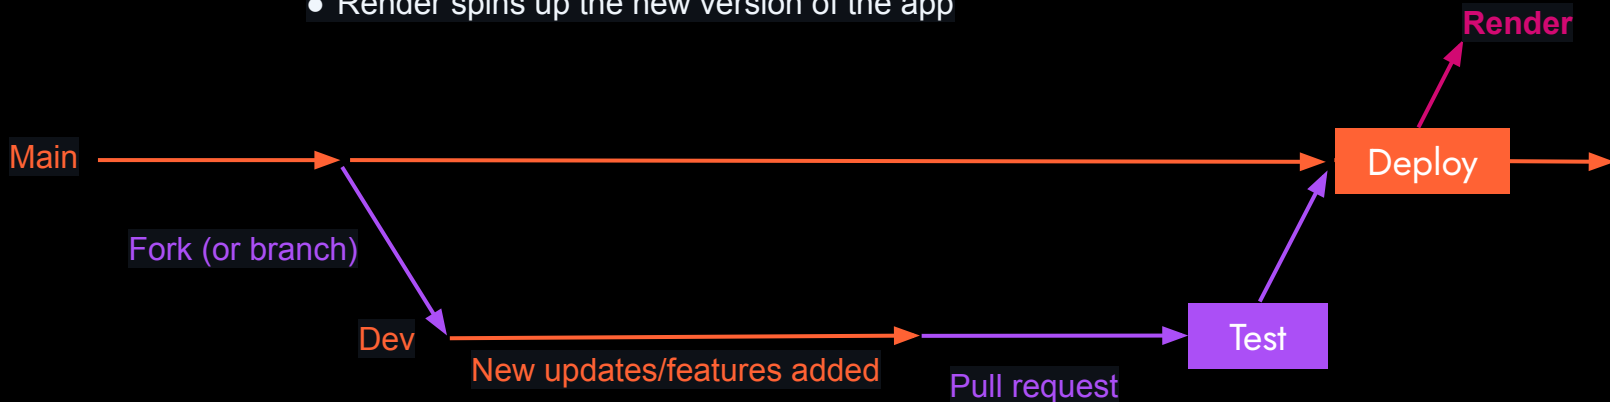 ● Render spins up the new version of the app
Render
Main
Deploy
Fork (or branch)
Dev
Test
New updates/features added
Pull request